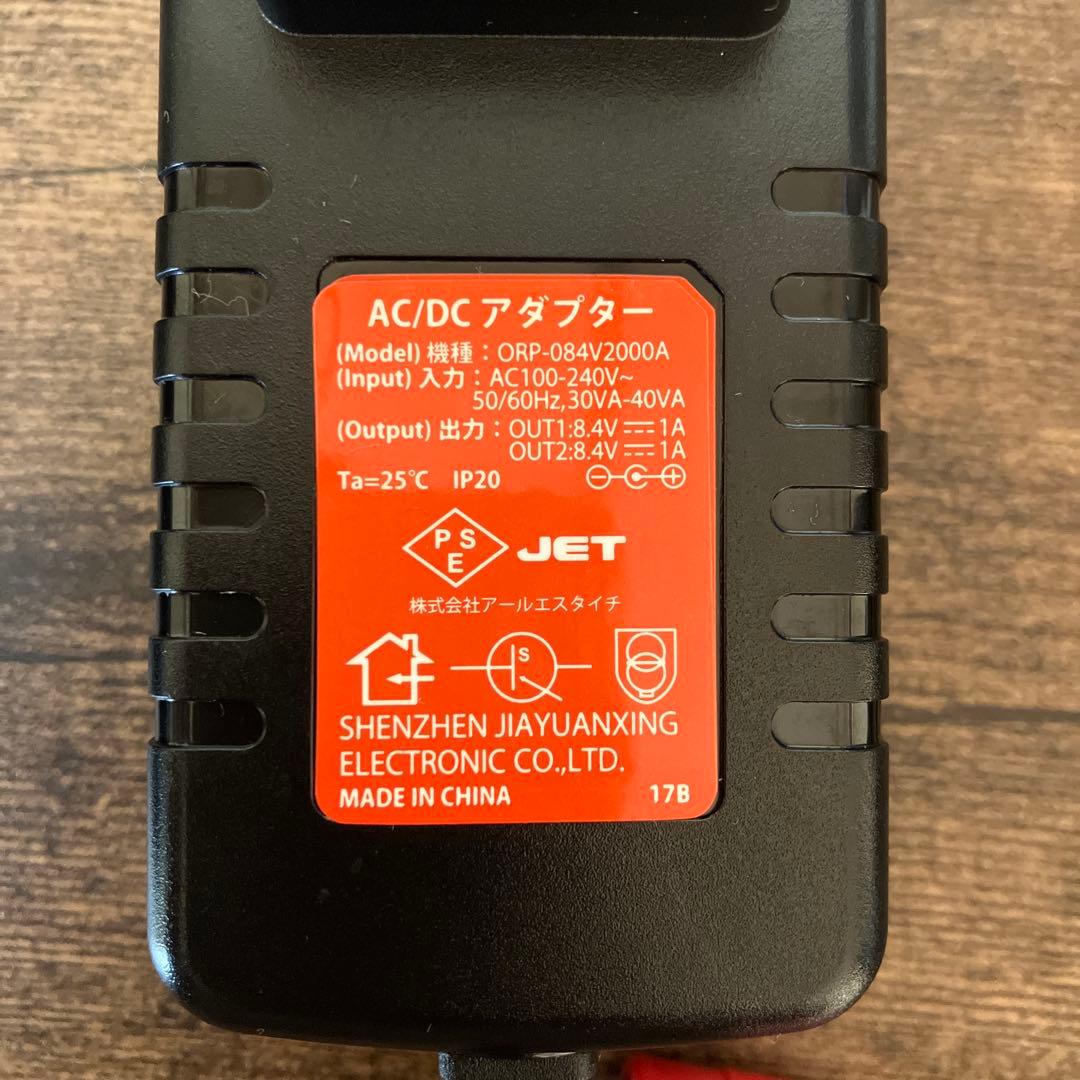 AC/DC アダプター
(Model) 機種：ORP-084V2000A
(Input) 入力：AC100-240V~
50/60Hz,30VA-40VA
(Output) 出力：OUT1:8.4V⎓1A
OUT2:8.4V⎓1A
Ta=25℃ IP20
PSE JET
株式会社アールエスタイチ
S
SHENZHEN JIAYUANXING
ELECTRONIC CO.,LTD.
MADE IN CHINA 17B